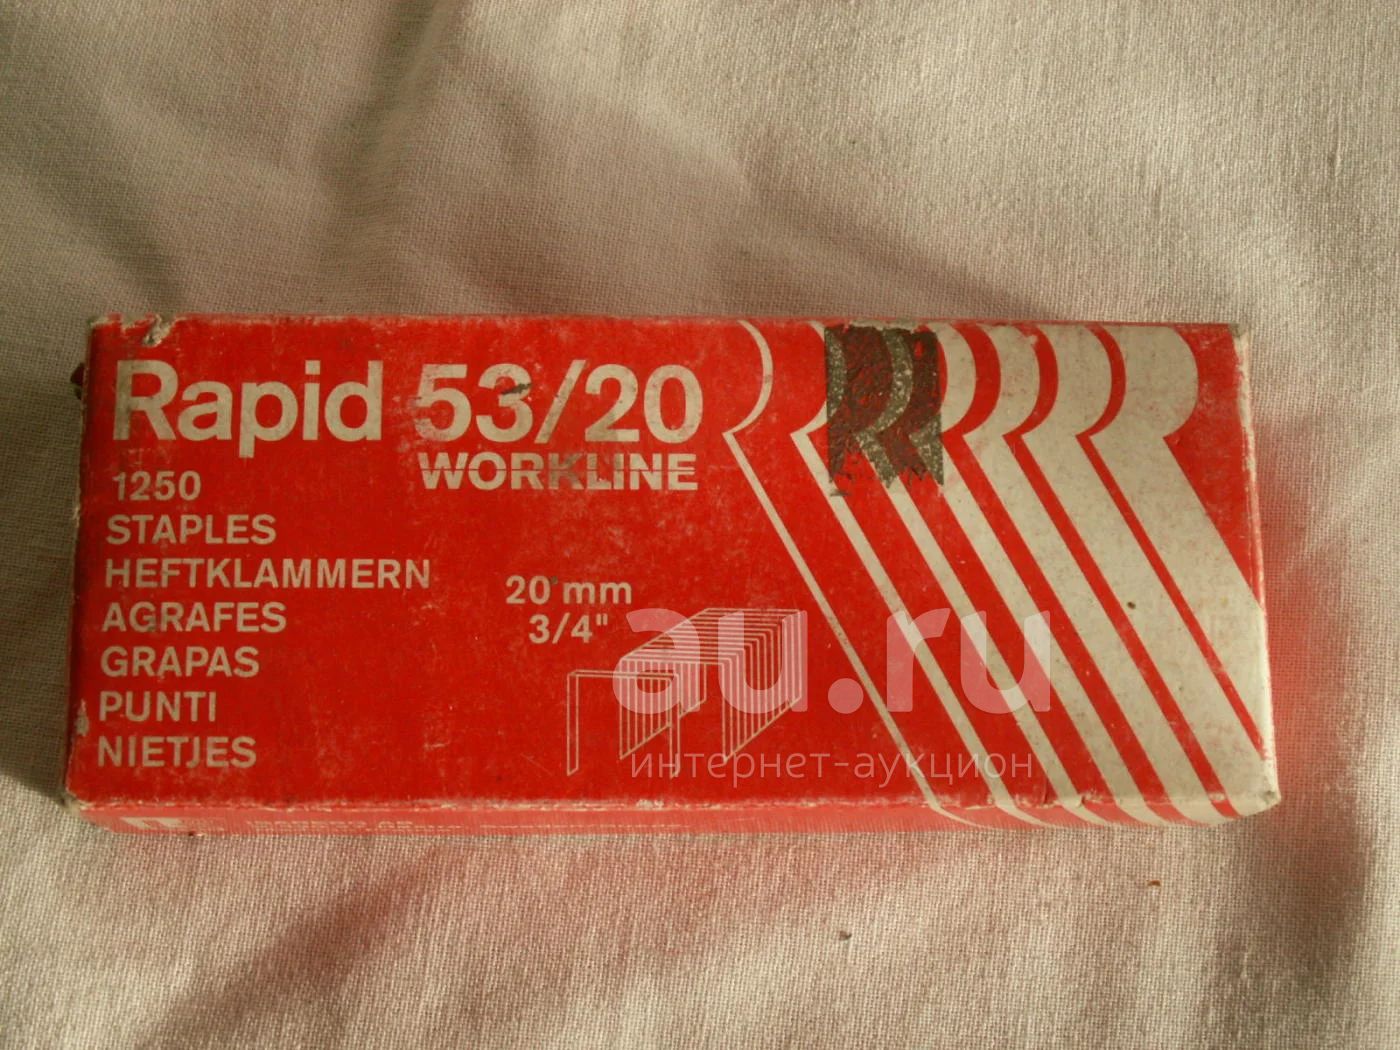 Rapid 53/20
WORKLINE
1250
STAPLES
HEFTKLAMMERN
AGRAFES
GRAPAS
PUNTI
NIETJES
20 mm
3/4"
au.ru
интернет-аукцион